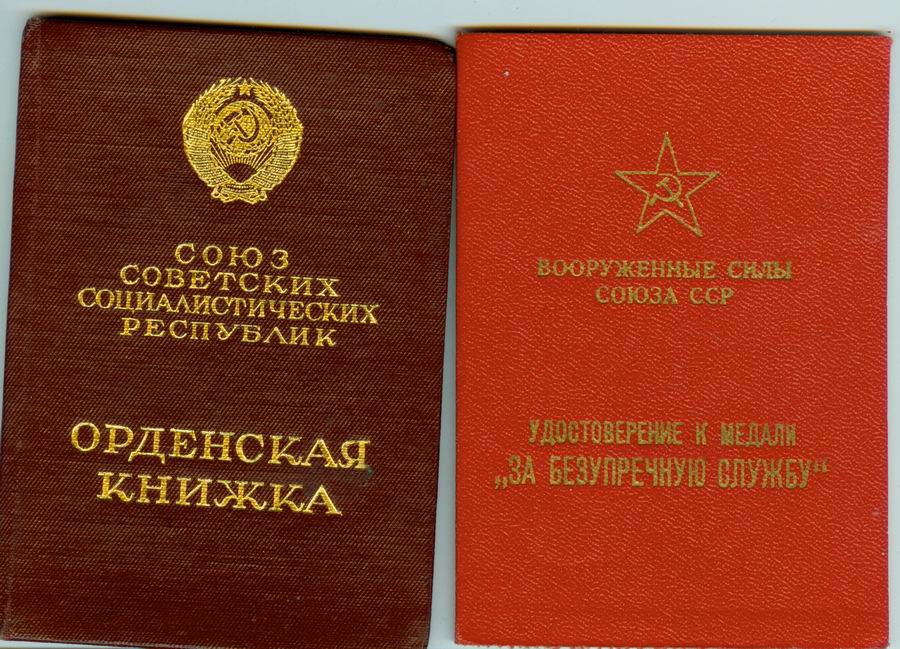 СОЮЗ
СОВЕТСКИХ
СОЦИАЛИСТИЧЕСКИХ
РЕСПУБЛИК
ОРДЕНСКАЯ
КНИЖКА
ВООРУЖЕННЫЕ СИЛЫ
СОЮЗА ССР
УДОСТОВЕРЕНИЕ К МЕДАЛИ
„ЗА БЕЗУПРЕЧНУЮ СЛУЖБУ“